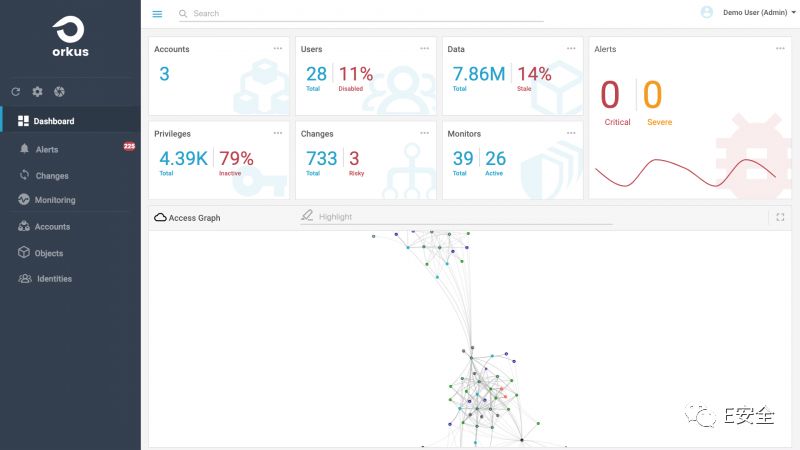 orkus
Search
Demo User (Admin)
Dashboard
Alerts
225
Changes
Monitoring
Accounts
Objects
Identities
Accounts
3
Users
28
Total
11%
Disabled
Data
7.86M
Total
14%
Stale
Alerts
0
Critical
0
Severe
Privileges
4.39K
Total
79%
Inactive
Changes
733
Total
3
Risky
Monitors
39
Total
26
Active
Access Graph
Highlight
E安全